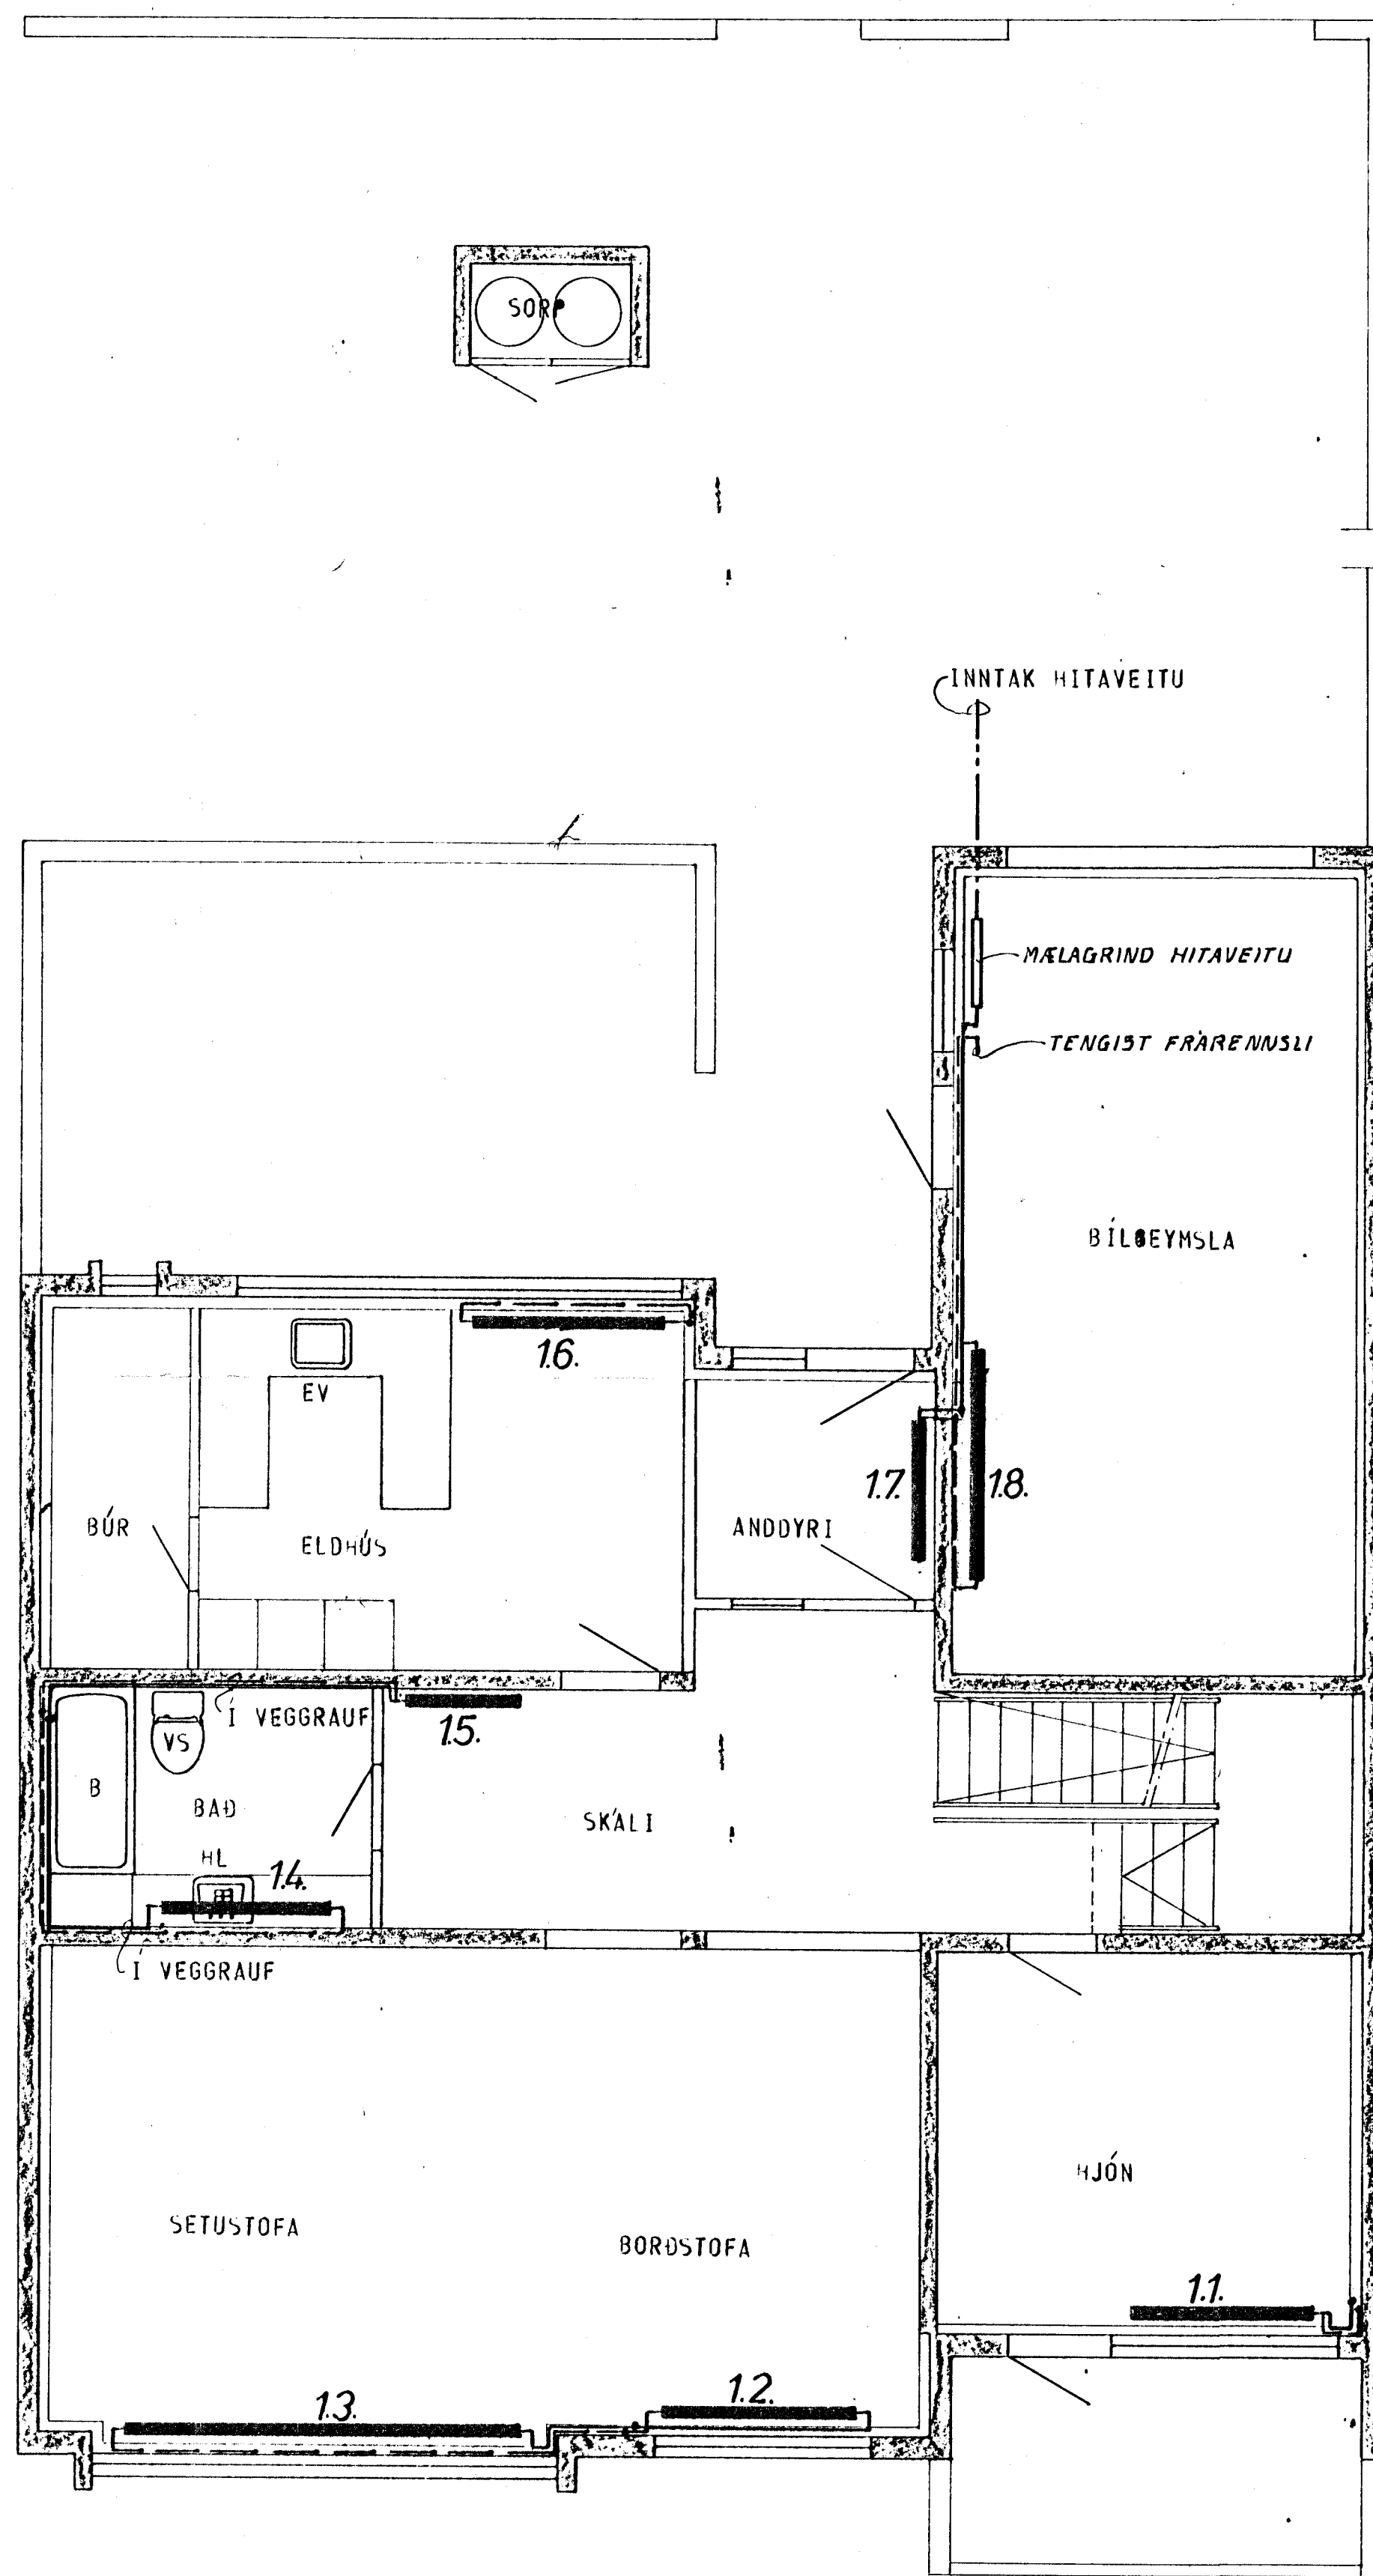 SORP
INNTAK HITAVEITU
MÆLAGRIND HITAVEITU
TENGIST FRÁRENNSLI
BÍLGEYMSLA
1.6.
EV
1.7.
1.8.
BÚR
ELDHÚS
ANDDYRI
Í VEGGRAUF
1.5.
VS
B
BAÐ
SKÁLI
HL
1.4.
Í VEGGRAUF
HJÓN
SETUSTOFA
BORÐSTOFA
1.1.
1.2.
1.3.